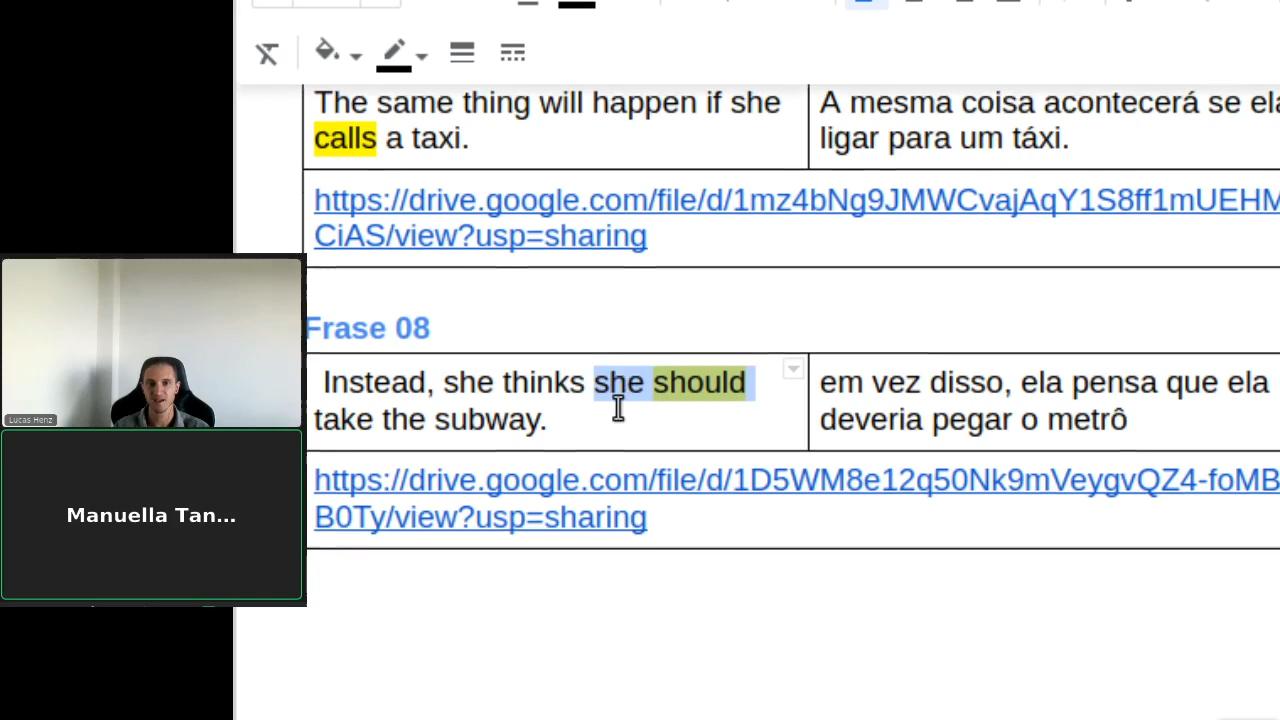 The same thing will happen if she
calls a taxi.
A mesma coisa acontecerá se ela
ligar para um táxi.
https://drive.google.com/file/d/1mz4bNg9JMWCvajAqY1S8ff1mUEHM
CiAS/view?usp=sharing
Frase 08
Instead, she thinks she should
take the subway.
em vez disso, ela pensa que ela
deveria pegar o metrô
https://drive.google.com/file/d/1D5WM8e12q50Nk9mVeygvQZ4-foMB
B0Ty/view?usp=sharing
Lucas Henz
Manuella Tan...